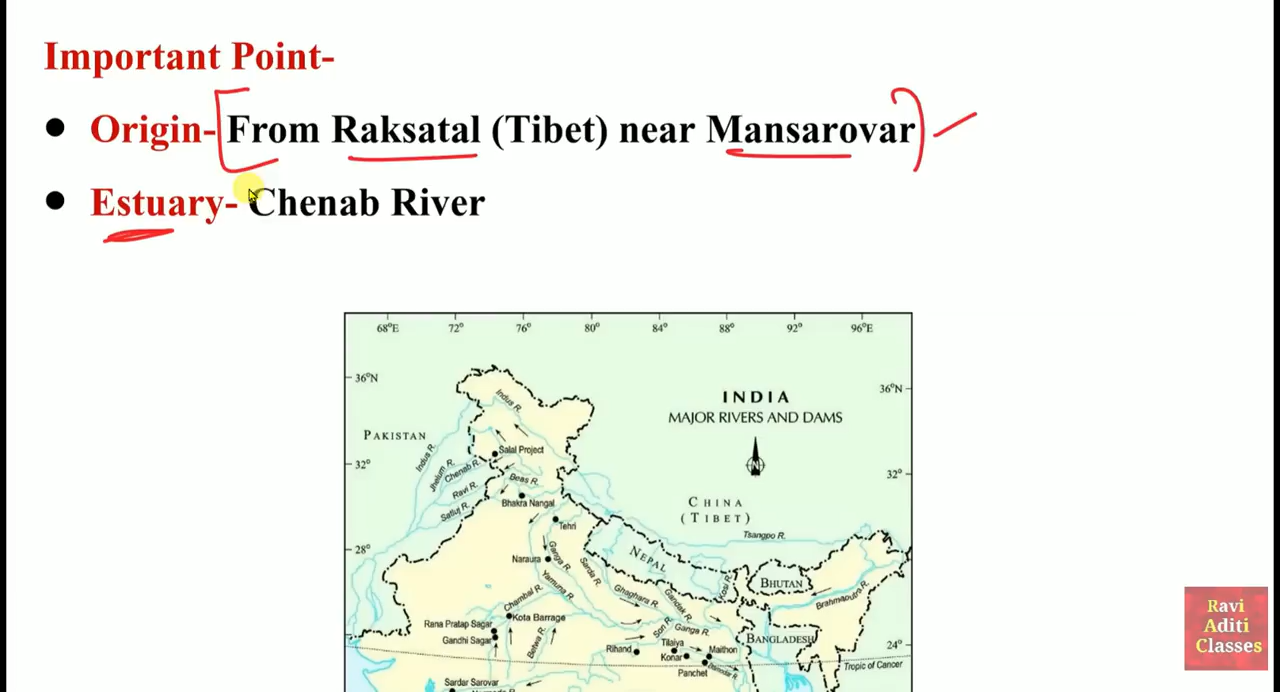 Important Point-
● Origin- From Raksatal (Tibet) near Mansarovar
● Estuary- Chenab River
68°E 72° 76° 80° 84° 88° 92° 96°E
36°N
36°N
INDIA
MAJOR RIVERS AND DAMS
Indus R.
PAKISTAN
Salal Project
32°
Indus R.
Jhelum R.
Chenab R.
Beas R.
32°
Ravi R.
Satluj R.
Bhakra Nangal
CHINA
(TIBET)
Tehri
Tsangpo R.
28°
Naraura
Ganga R.
Sarda R.
NEPAL
Yamuna R.
Ghaghara R.
Gandak R.
Kosi R.
BHUTAN
Brahmaputra R.
Chambal R.
Kota Barrage
Rana Pratap Sagar
Gandhi Sagar
Betwa R.
Son R.
Ganga R.
BANGLADESH
Rihand
Tilaiya
Konar
Maithon
Panchet
Damodar R.
24°
Tropic of Cancer
Sardar Sarovar
Ravi
Aditi
Classes